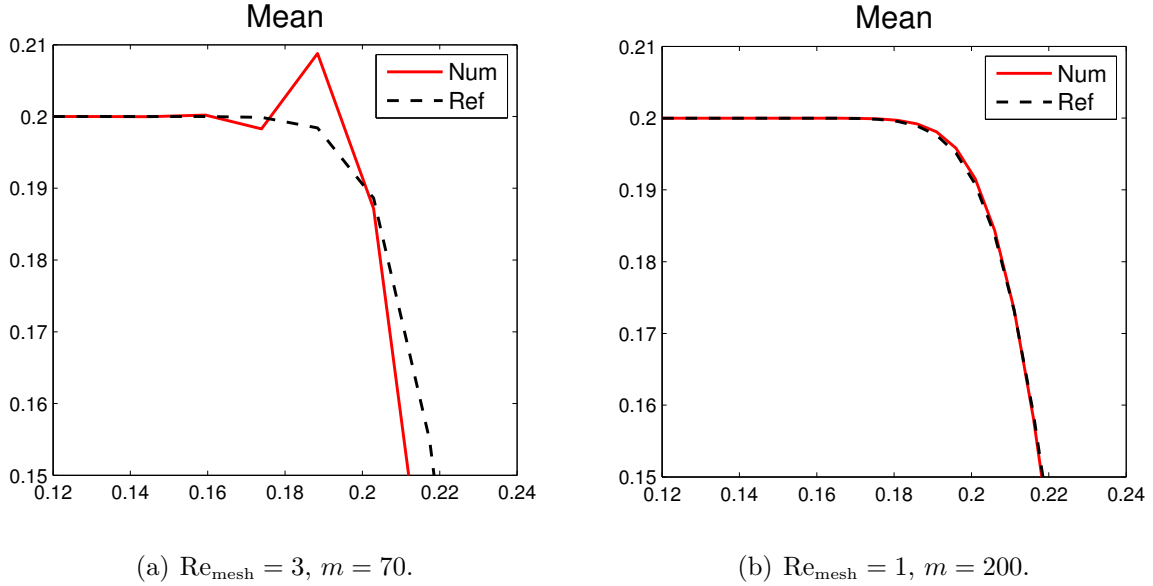 Mean
0.21
0.2
0.19
0.18
0.17
0.16
0.15
0.12 0.14 0.16 0.18 0.2 0.22 0.24
Num
Ref
(a) Re_mesh = 3, m = 70.
Mean
0.21
0.2
0.19
0.18
0.17
0.16
0.15
0.12 0.14 0.16 0.18 0.2 0.22 0.24
Num
Ref
(b) Re_mesh = 1, m = 200.